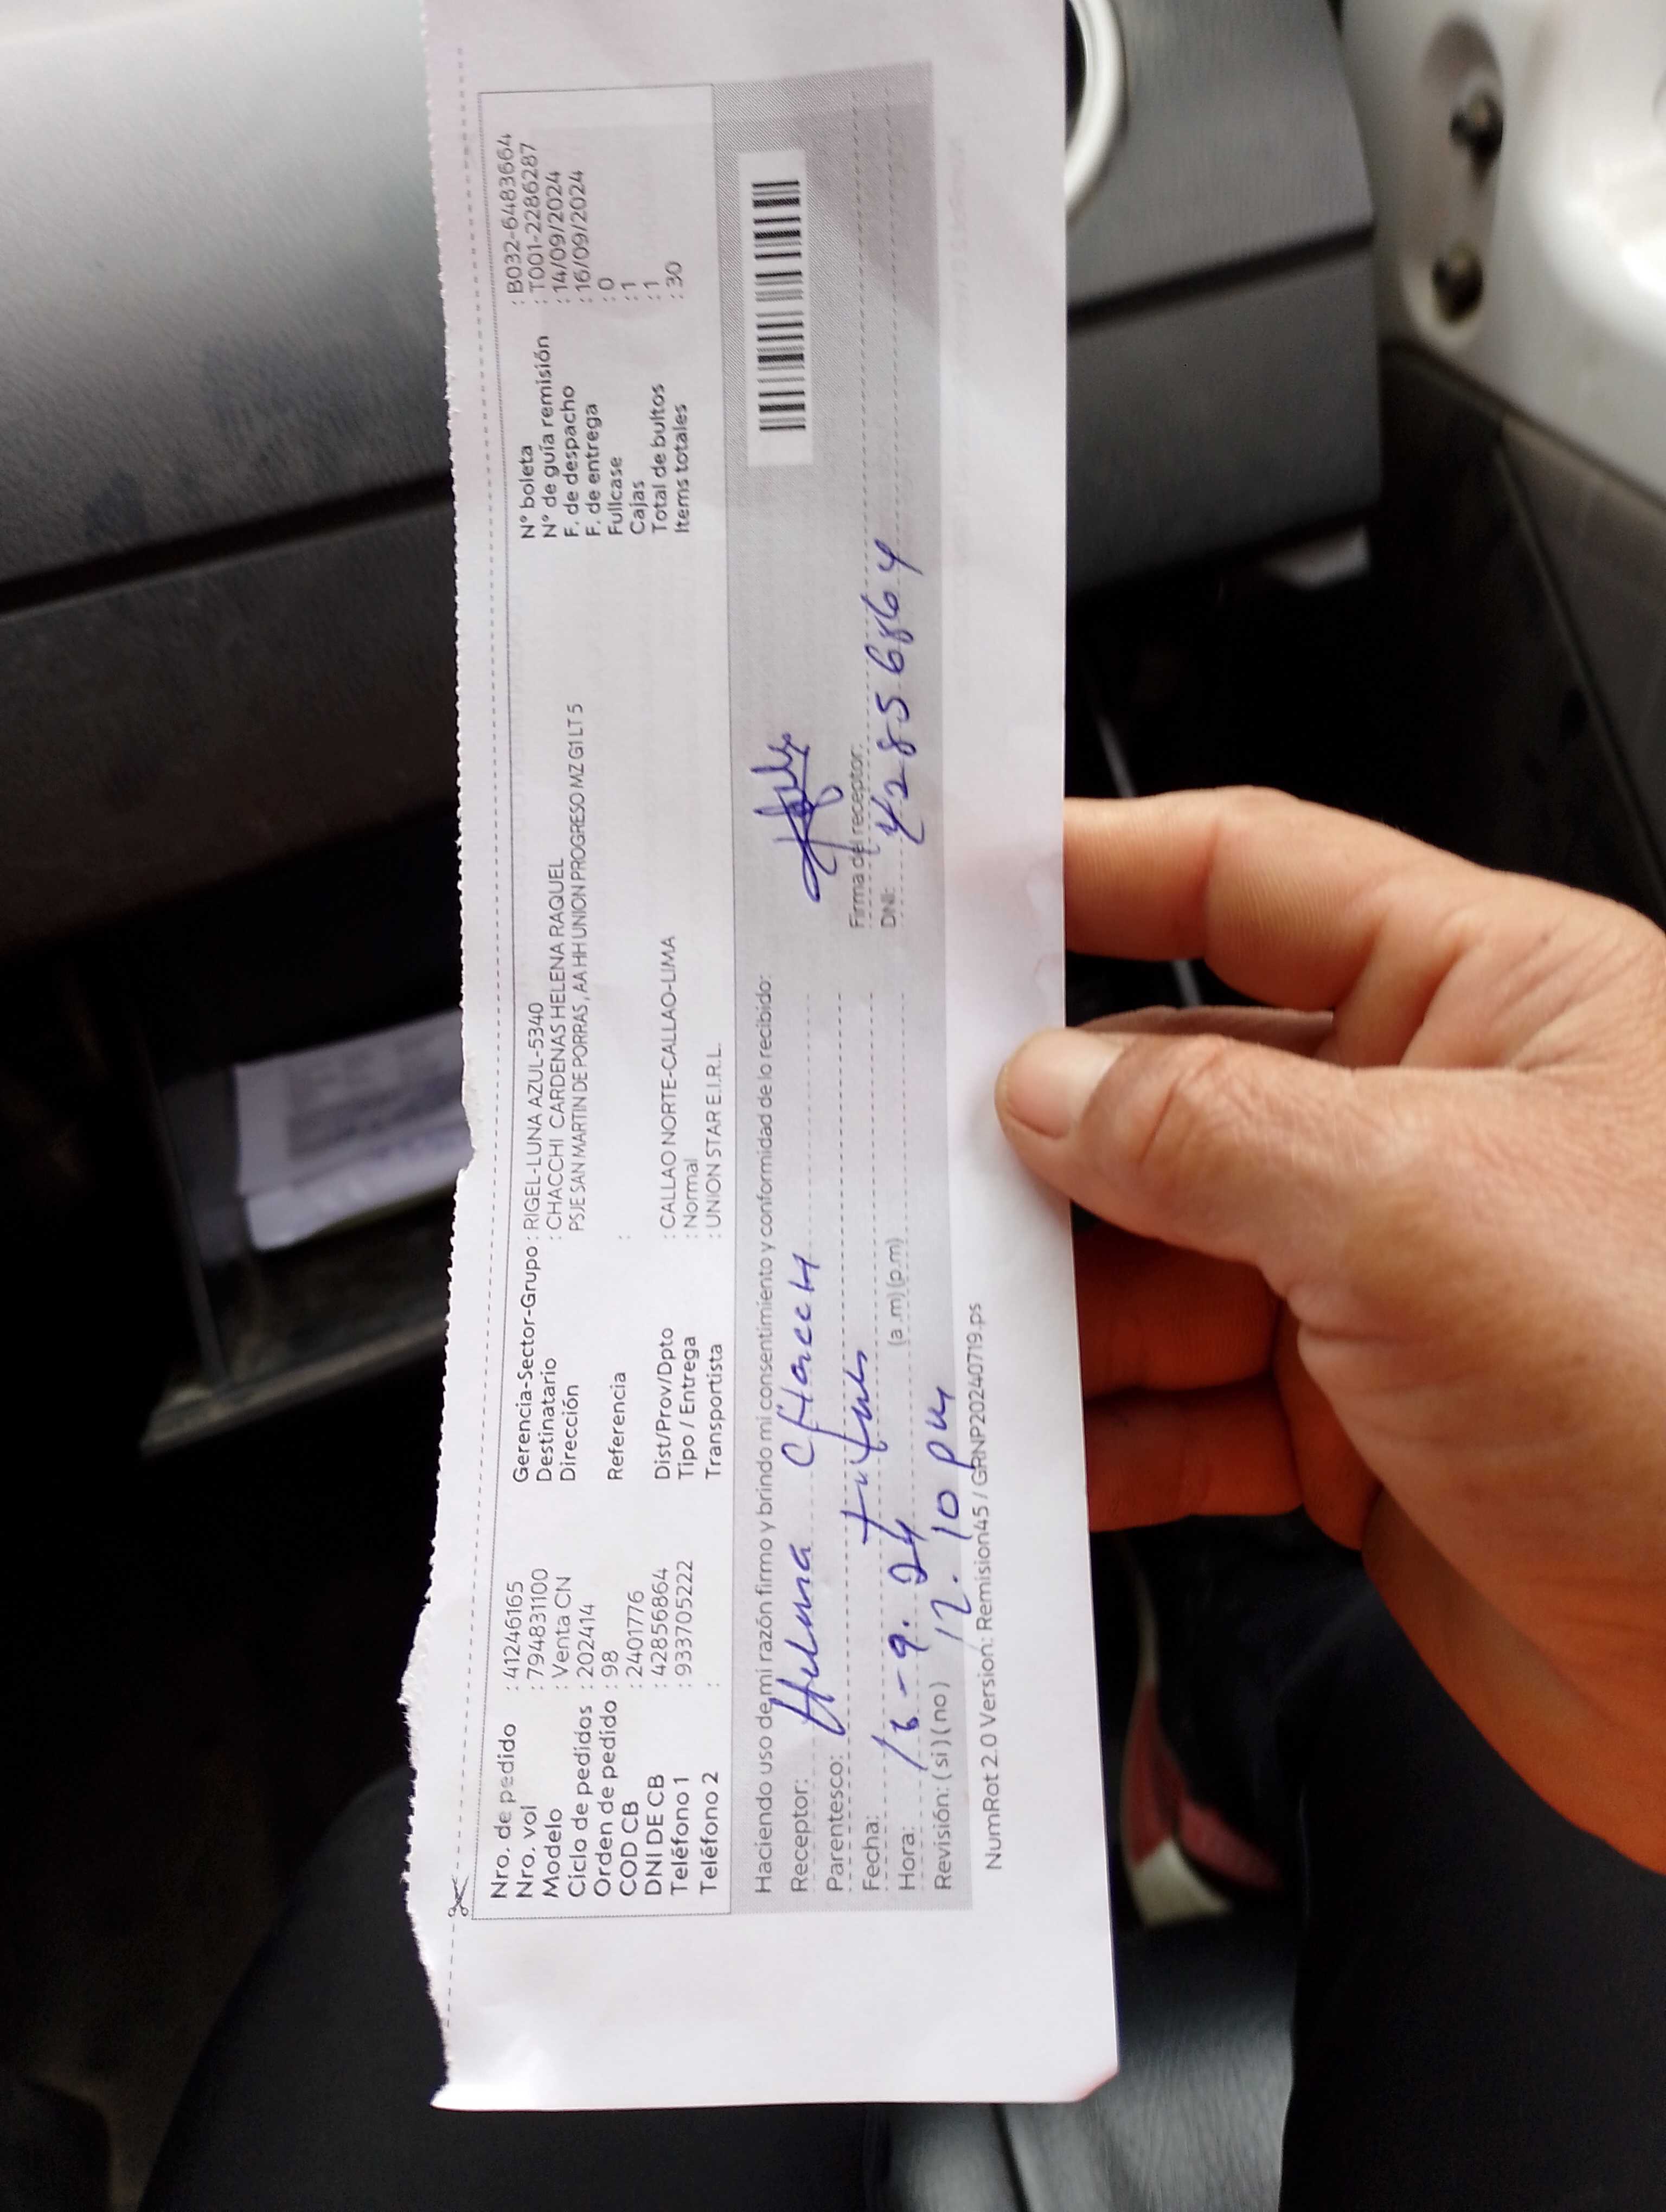 Nro. de pedido : 41246165
Nro. vol : 794831100
Modelo : Venta CN
Ciclo de pedidos : 202414
Orden de pedido : 98
COD CB : 2401776
DNI DE CB : 42856864
Teléfono 1 : 933705222
Teléfono 2 :
Gerencia-Sector-Grupo : RIGEL-LUNA AZUL-5340
Destinatario : CHACCHI CARDENAS HELENA RAQUEL
Dirección PSJE SAN MARTIN DE PORRAS, AA HH UNION PROGRESO MZ G1 LT 5
Referencia :
Dist/Prov/Dpto : CALLAO NORTE-CALLAO-LIMA
Tipo / Entrega : Normal
Transportista : UNION STAR E.I.R.L.
N° boleta : B032-6483664
N° de guía remisión : T001-2286287
F. de despacho : 14/09/2024
F. de entrega : 16/09/2024
Fullcase : 0
Cajas : 1
Total de bultos : 1
Items totales : 30
Haciendo uso de mi razón firmo y brindo mi consentimiento y conformidad de lo recibido:
Receptor: Helena
Parentesco:
Fecha: 16-9.24
Hora: 12.10 pm (a.m) (p.m)
Revisión: (si) (no)
Firma del receptor:
DNI: 42856864
NumRot 2.0 Version: Remision45 / GRNP20240719.ps